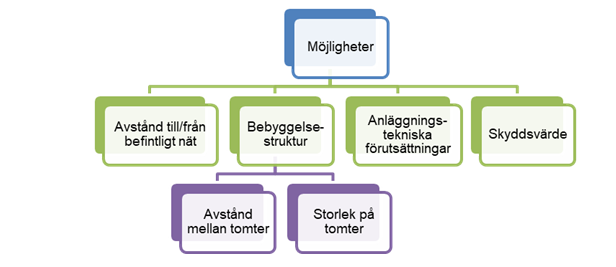 Möjligheter
Avstånd till/från
befintligt nät
Bebyggelse-
struktur
Anläggnings-
tekniska
förutsättningar
Skyddsvärde
Avstånd
mellan tomter
Storlek på
tomter